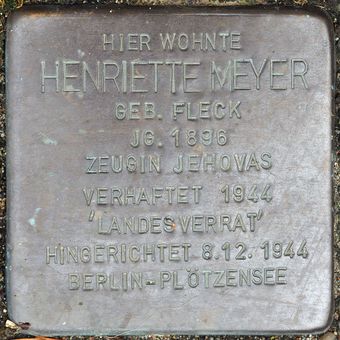 HIER WOHNTE
HENRIETTE MEYER
GEB. FLECK
JG. 1896
ZEUGIN JEHOVAS
VERHAFTET 1944
'LANDESVERRAT'
HINGERICHTET 8.12.1944
BERLIN-PLÖTZENSEE